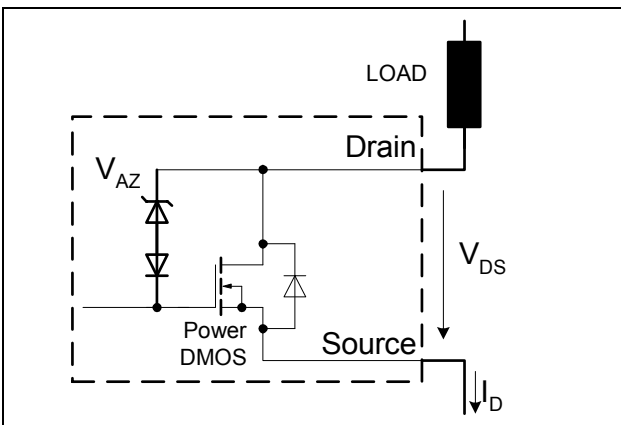 LOAD
Drain
V_AZ
V_DS
Power
DMOS
Source
I_D